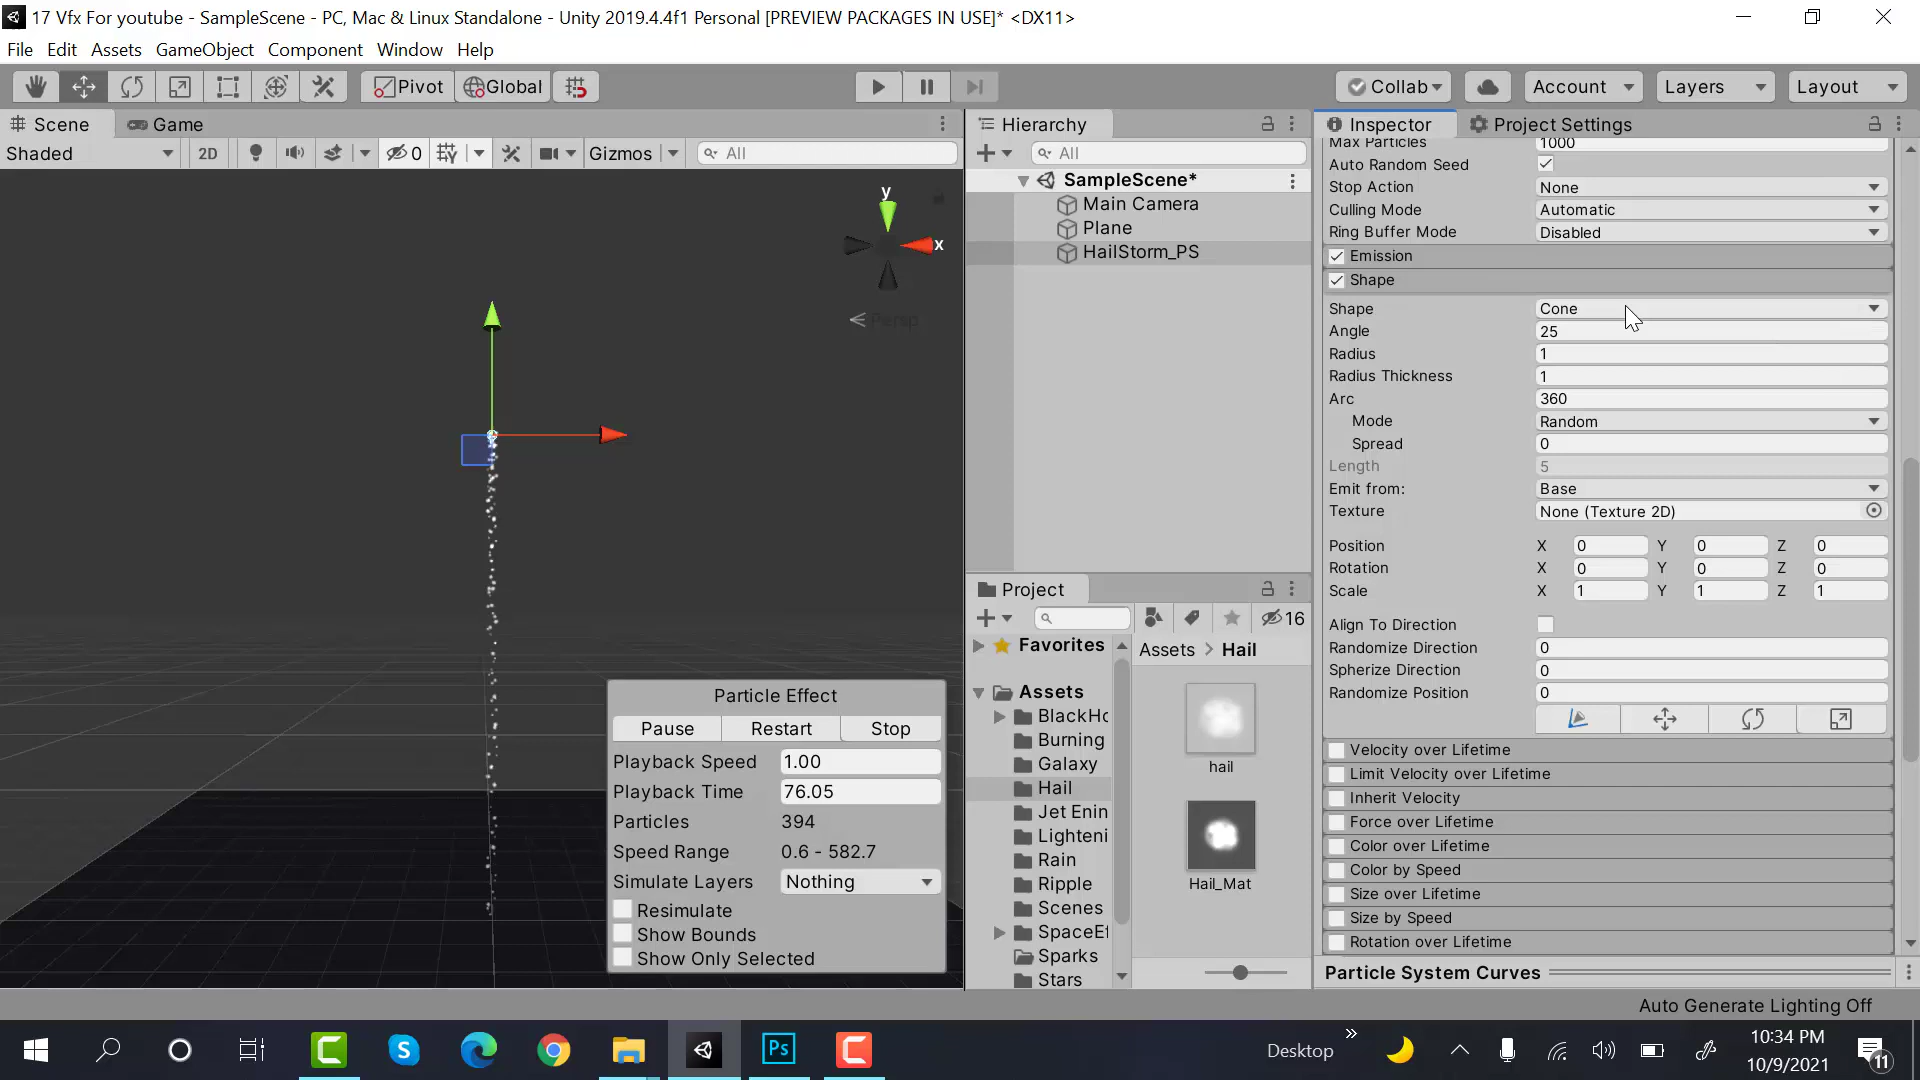 17 Vfx For youtube - SampleScene - PC, Mac & Linux Standalone - Unity 2019.4.4f1 Personal [PREVIEW PACKAGES IN USE]* <DX11>
File Edit Assets GameObject Component Window Help
Pivot Global Collab Account Layers Layout
Scene Game
Shaded 2D 0 Gizmos All
y
x
Persp
Particle Effect
Pause Restart Stop
Playback Speed 1.00
Playback Time 76.05
Particles 394
Speed Range 0.6 - 582.7
Simulate Layers Nothing
Resimulate
Show Bounds
Show Only Selected
Hierarchy
All
SampleScene*
Main Camera
Plane
HailStorm_PS
Project
16
Favorites
Assets
BlackHo
Burning
Galaxy
Hail
Jet Enin
Lighteni
Rain
Ripple
Scenes
SpaceEf
Sparks
Stars
Assets > Hail
hail
Hail_Mat
Inspector Project Settings
Max Particles 1000
Auto Random Seed
Stop Action None
Culling Mode Automatic
Ring Buffer Mode Disabled
Emission
Shape
Shape Cone
Angle 25
Radius 1
Radius Thickness 1
Arc 360
Mode Random
Spread 0
Length 5
Emit from: Base
Texture None (Texture 2D)
Position X 0 Y 0 Z 0
Rotation X 0 Y 0 Z 0
Scale X 1 Y 1 Z 1
Align To Direction
Randomize Direction 0
Spherize Direction 0
Randomize Position 0
Velocity over Lifetime
Limit Velocity over Lifetime
Inherit Velocity
Force over Lifetime
Color over Lifetime
Color by Speed
Size over Lifetime
Size by Speed
Rotation over Lifetime
Particle System Curves
Auto Generate Lighting Off
Ps
Desktop
10:34 PM
10/9/2021
11